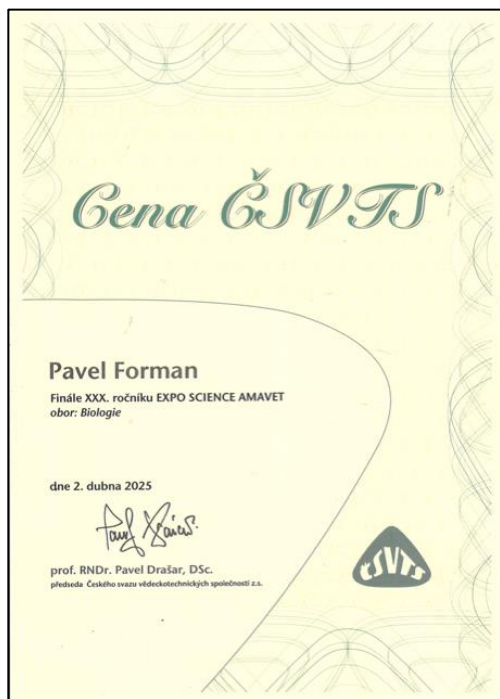 Cena ČSVTS
Pavel Forman
Finále XXX. ročníku EXPO SCIENCE AMAVET
obor: Biologie
dne 2. dubna 2025
prof. RNDr. Pavel Drašar, DSc.
předseda Českého svazu vědeckotechnických společností z.s.
ČSVTS